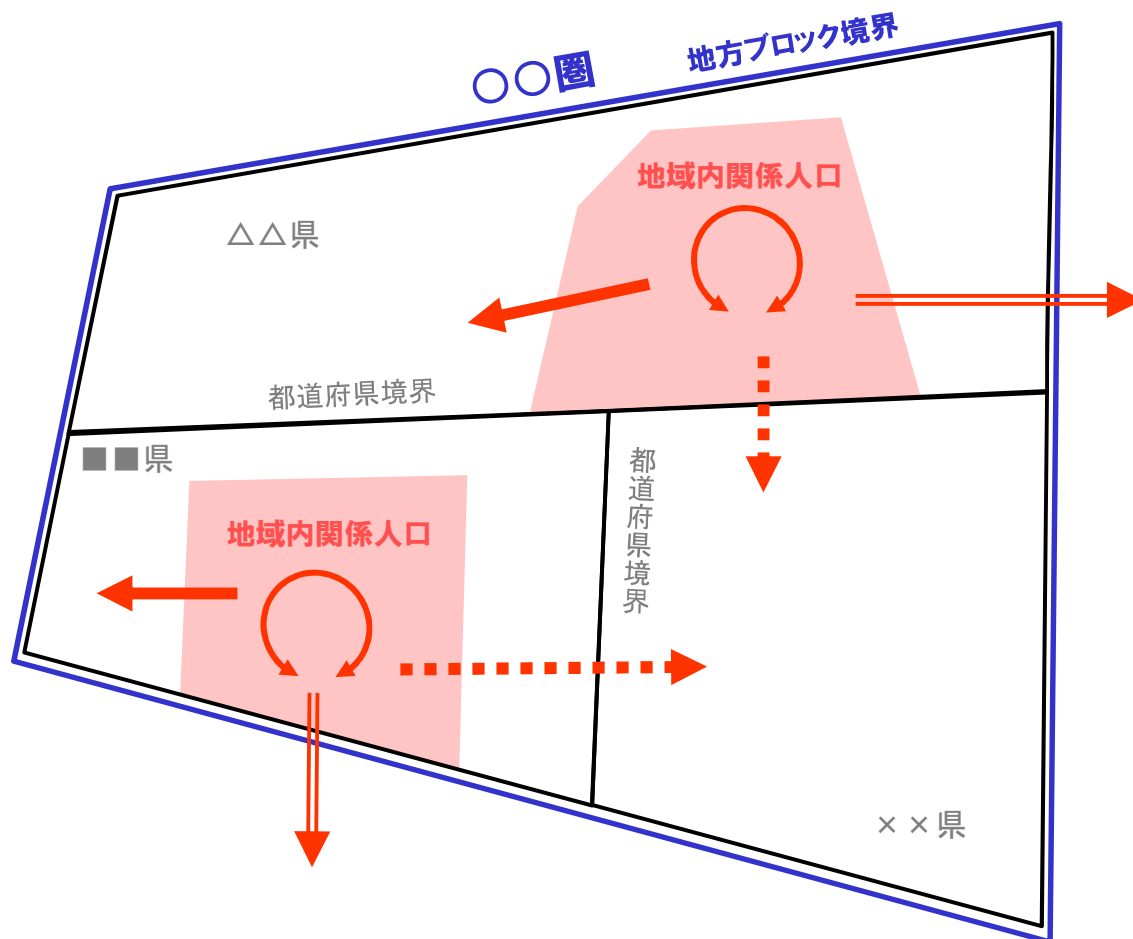 ○○圏
地方ブロック境界
地域内関係人口
△△県
都道府県境界
■■県
都道府県境界
地域内関係人口
××県